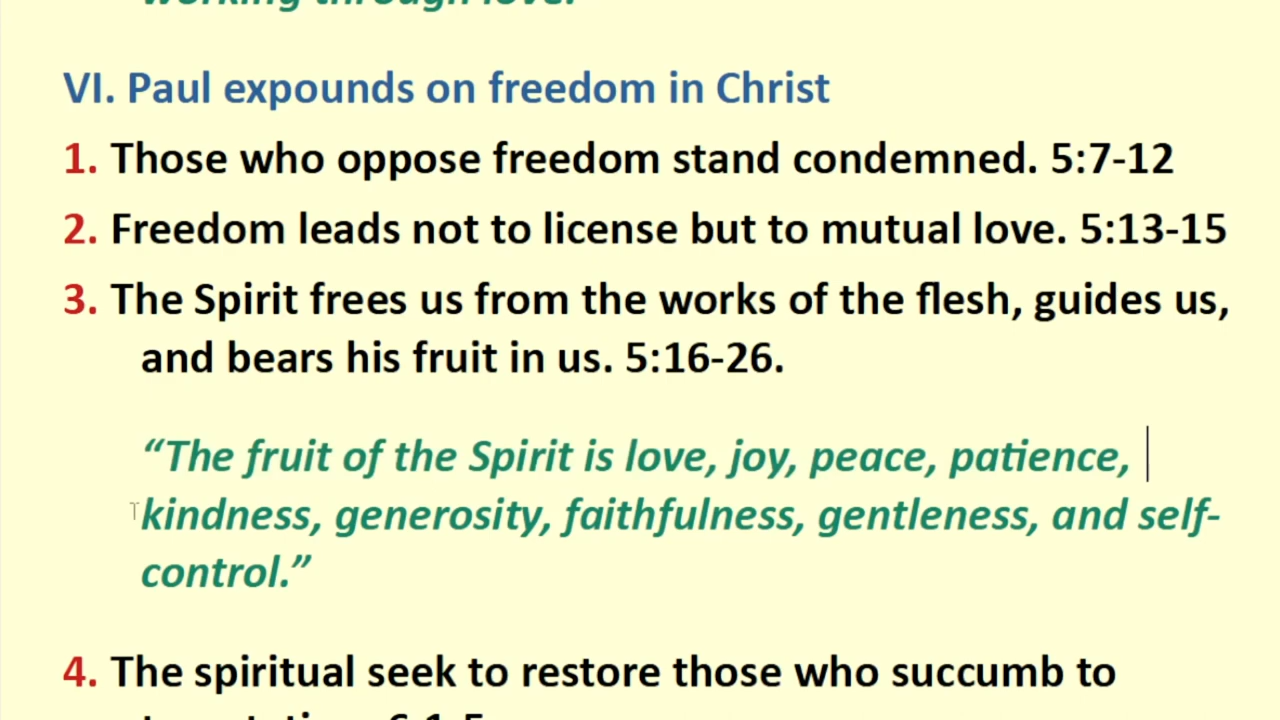 working through love.
VI. Paul expounds on freedom in Christ
1. Those who oppose freedom stand condemned. 5:7-12
2. Freedom leads not to license but to mutual love. 5:13-15
3. The Spirit frees us from the works of the flesh, guides us,
and bears his fruit in us. 5:16-26.
“The fruit of the Spirit is love, joy, peace, patience,
kindness, generosity, faithfulness, gentleness, and self-
control.”
4. The spiritual seek to restore those who succumb to